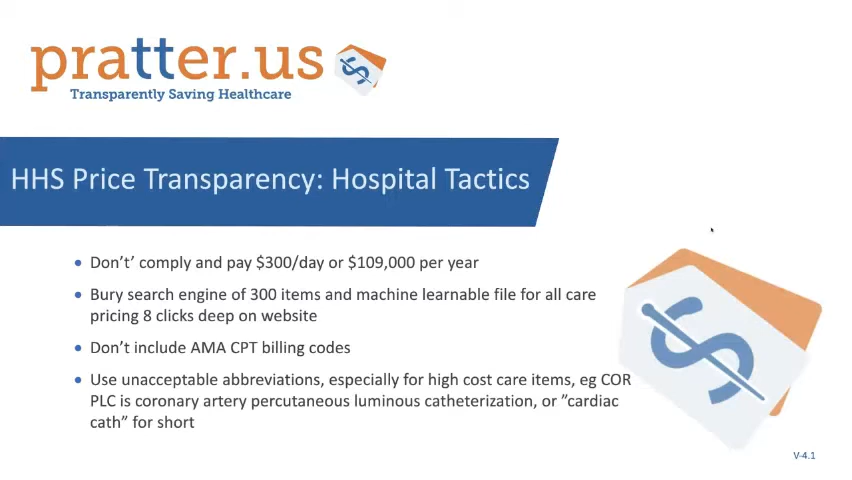 pratter.us
Transparently Saving Healthcare
HHS Price Transparency: Hospital Tactics
• Don’t’ comply and pay $300/day or $109,000 per year
• Bury search engine of 300 items and machine learnable file for all care
pricing 8 clicks deep on website
• Don’t include AMA CPT billing codes
• Use unacceptable abbreviations, especially for high cost care items, eg COR
PLC is coronary artery percutaneous luminous catheterization, or ”cardiac
cath” for short
V-4.1